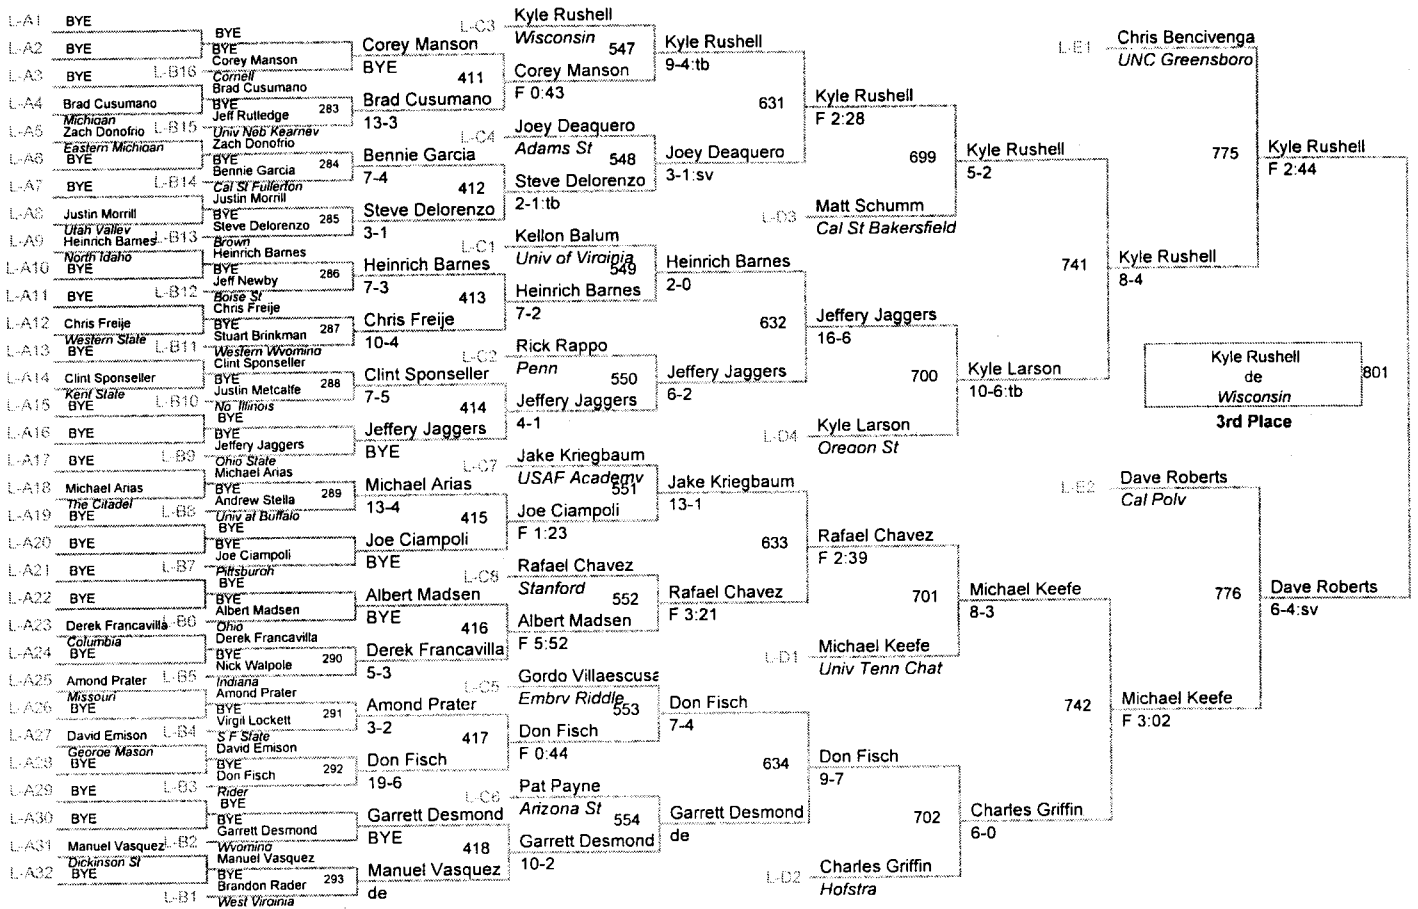 L-A1 BYE
L-A2 BYE
L-A3 BYE
L-A4 Brad Cusumano
Michigan
L-A5 Zach Donofrio
Eastern Michigan
L-A6 BYE
L-A7 BYE
L-A8 Justin Morrill
Utah Valley
L-A9 Heinrich Barnes
North Idaho
L-A10 BYE
L-A11 BYE
L-A12 Chris Freije
Western State
L-A13 BYE
L-A14 Clint Sponseller
Kent State
L-A15 BYE
L-A16 BYE
L-A17 BYE
L-A18 Michael Arias
The Citadel
L-A19 BYE
L-A20 BYE
L-A21 BYE
L-A22 BYE
L-A23 Derek Francavilla
Columbia
L-A24 BYE
L-A25 Amond Prater
Missouri
L-A26 BYE
L-A27 David Emison
George Mason
L-A28 BYE
L-A29 BYE
L-A30 BYE
L-A31 Manuel Vasquez
Dickinson St
L-A32 BYE
BYE
BYE
L-B16 Corey Manson
Cornell
Brad Cusumano
BYE
283
L-B15 Jeff Rutledge
Univ Neb Kearney
Zach Donofrio
BYE
284
L-B14 Bennie Garcia
Cal St Fullerton
Justin Morrill
BYE
285
L-B13 Steve Delorenzo
Brown
Heinrich Barnes
BYE
286
L-B12 Jeff Newby
Boise St
Chris Freije
BYE
287
L-B11 Stuart Brinkman
Western Wyoming
Clint Sponseller
BYE
288
L-B10 Justin Metcalfe
No Illinois
BYE
BYE
L-B9 Jeffery Jaggers
Ohio State
Michael Arias
BYE
289
L-B8 Andrew Stella
Univ at Buffalo
BYE
BYE
L-B7 Joe Ciampoli
Pittsburgh
BYE
BYE
L-B6 Albert Madsen
Ohio
Derek Francavilla
BYE
290
L-B5 Nick Walpole
Indiana
Amond Prater
BYE
291
L-B4 Virgil Lockett
S F State
David Emison
BYE
292
L-B3 Don Fisch
Rider
BYE
BYE
L-B2 Garrett Desmond
Wyoming
Manuel Vasquez
BYE
293
L-B1 Brandon Rader
West Virginia
Corey Manson
BYE
411
Brad Cusumano
13-3
Bennie Garcia
7-4
412
Steve Delorenzo
3-1
Heinrich Barnes
7-3
413
Chris Freije
10-4
Clint Sponseller
7-5
414
Jeffery Jaggers
BYE
Michael Arias
13-4
415
Joe Ciampoli
BYE
Albert Madsen
BYE
416
Derek Francavilla
5-3
Amond Prater
3-2
417
Don Fisch
19-6
Garrett Desmond
BYE
418
Manuel Vasquez
de
L-C3 Kyle Rushell
Wisconsin
547
Corey Manson
F 0:43
L-C4 Joey Deaquero
Adams St
548
Steve Delorenzo
2-1:tb
L-C1 Kellon Balum
Univ of Virginia
549
Heinrich Barnes
7-2
L-C2 Rick Rappo
Penn
550
Jeffery Jaggers
4-1
L-C7 Jake Kriegbaum
USAF Academy
551
Joe Ciampoli
F 1:23
L-C8 Rafael Chavez
Stanford
552
Albert Madsen
F 5:52
L-C5 Gordo Villaescusa
Embry Riddle
553
Don Fisch
F 0:44
L-C6 Pat Payne
Arizona St
554
Garrett Desmond
10-2
Kyle Rushell
9-4:tb
631
Joey Deaquero
3-1:sv
Heinrich Barnes
2-0
632
Jeffery Jaggers
6-2
Jake Kriegbaum
13-1
633
Rafael Chavez
F 3:21
Don Fisch
7-4
634
Garrett Desmond
de
Kyle Rushell
F 2:28
699
L-D3 Matt Schumm
Cal St Bakersfield
Jeffery Jaggers
16-6
700
L-D4 Kyle Larson
Oregon St
Rafael Chavez
F 2:39
701
L-D1 Michael Keefe
Univ Tenn Chat
Don Fisch
9-7
702
L-D2 Charles Griffin
Hofstra
Kyle Rushell
5-2
741
Kyle Larson
10-6:tb
Michael Keefe
8-3
742
Charles Griffin
6-0
L-E1 Chris Bencivenga
UNC Greensboro
775
Kyle Rushell
8-4
L-E2 Dave Roberts
Cal Poly
776
Michael Keefe
F 3:02
Kyle Rushell
F 2:44
Kyle Rushell
de
Wisconsin
801
3rd Place
Dave Roberts
6-4:sv